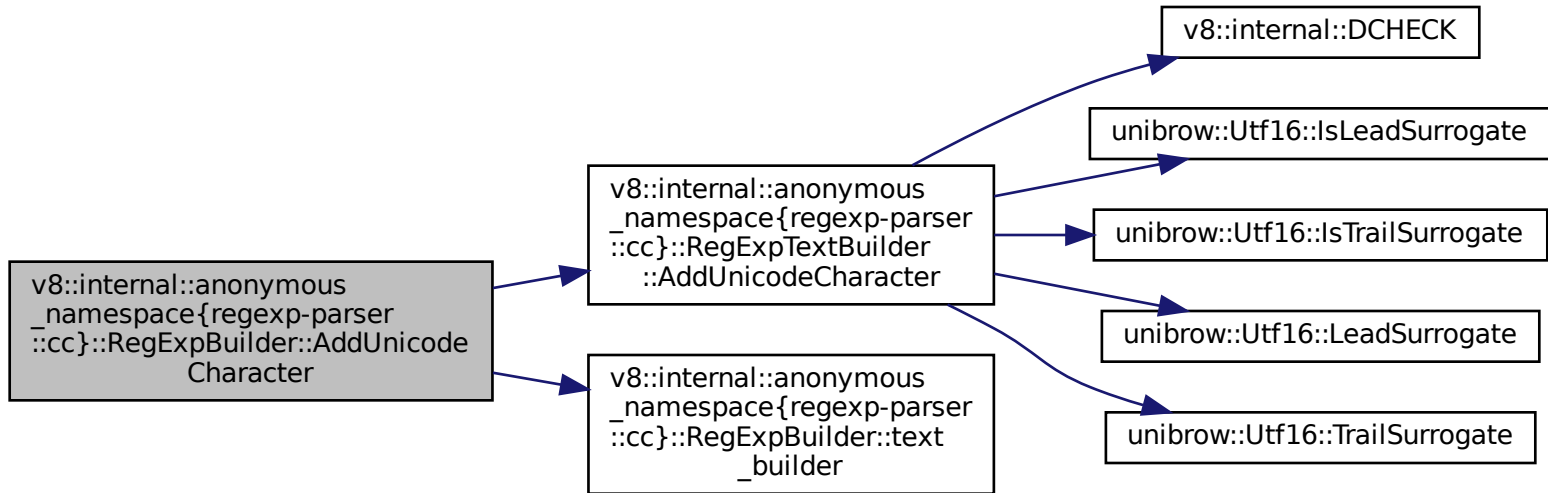 v8::internal::anonymous
_namespace{regexp-parser
::cc}::RegExpBuilder::AddUnicode
Character
v8::internal::anonymous
_namespace{regexp-parser
::cc}::RegExpTextBuilder
::AddUnicodeCharacter
v8::internal::anonymous
_namespace{regexp-parser
::cc}::RegExpBuilder::text
_builder
v8::internal::DCHECK
unibrow::Utf16::IsLeadSurrogate
unibrow::Utf16::IsTrailSurrogate
unibrow::Utf16::LeadSurrogate
unibrow::Utf16::TrailSurrogate